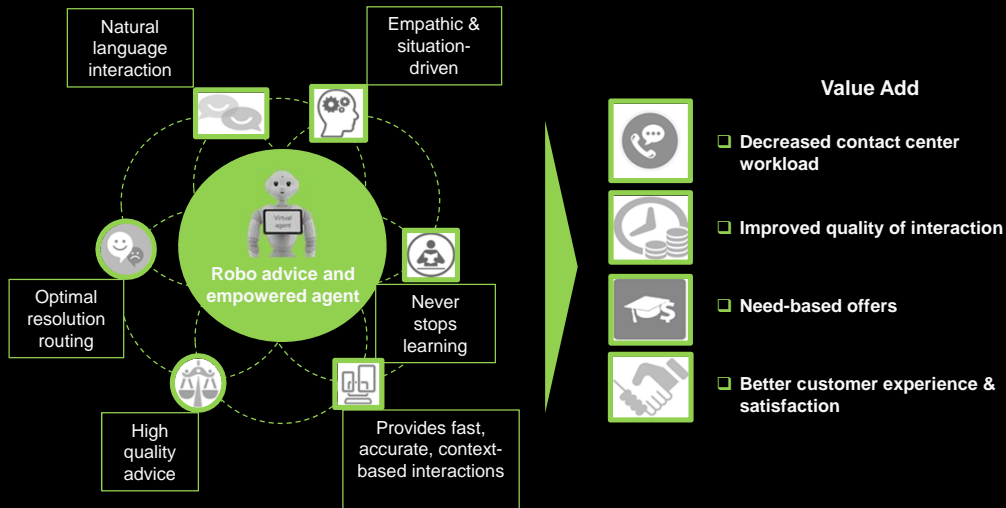 Natural
language
interaction
Empathic &
situation-
driven
Virtual
agent
Robo advice and
empowered agent
Optimal
resolution
routing
Never
stops
learning
High
quality
advice
Provides fast,
accurate, context-
based interactions
Value Add
❑ Decreased contact center
workload
❑ Improved quality of interaction
$
❑ Need-based offers
❑ Better customer experience &
satisfaction